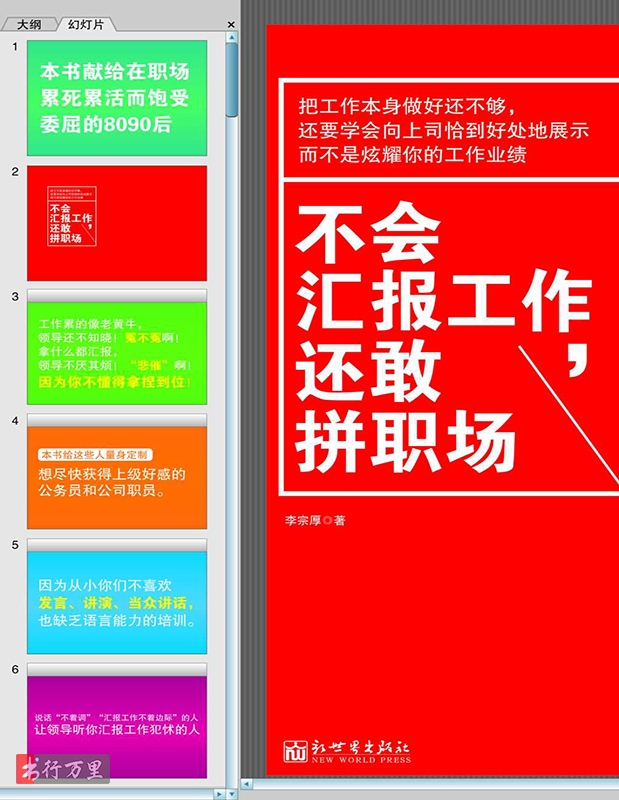 大纲
幻灯片
×
1
本书献给在职场
累死累活而饱受
委屈的8090后
2
不会
汇报工作，
还敢
拼职场
3
工作累的像老黄牛，
领导还不知晓！冤不冤啊！
拿什么都汇报，
领导不厌其烦！“悲催”啊！
因为你不懂得拿捏到位！
4
本书给这些人量身定制
想尽快获得上级好感的
公务员和公司职员。
5
因为从小你们不喜欢
发言、讲演、当众讲话，
也缺乏语言能力的培训。
6
说话“不着调”“汇报工作不着边际”的人
让领导听你汇报工作犯怵的人
书行万里
把工作本身做好还不够，
还要学会向上司恰到好处地展示
而不是炫耀你的工作业绩
不会
汇报工作，
还敢
拼职场
李宗厚◎著
新世界出版社
NEW WORLD PRESS